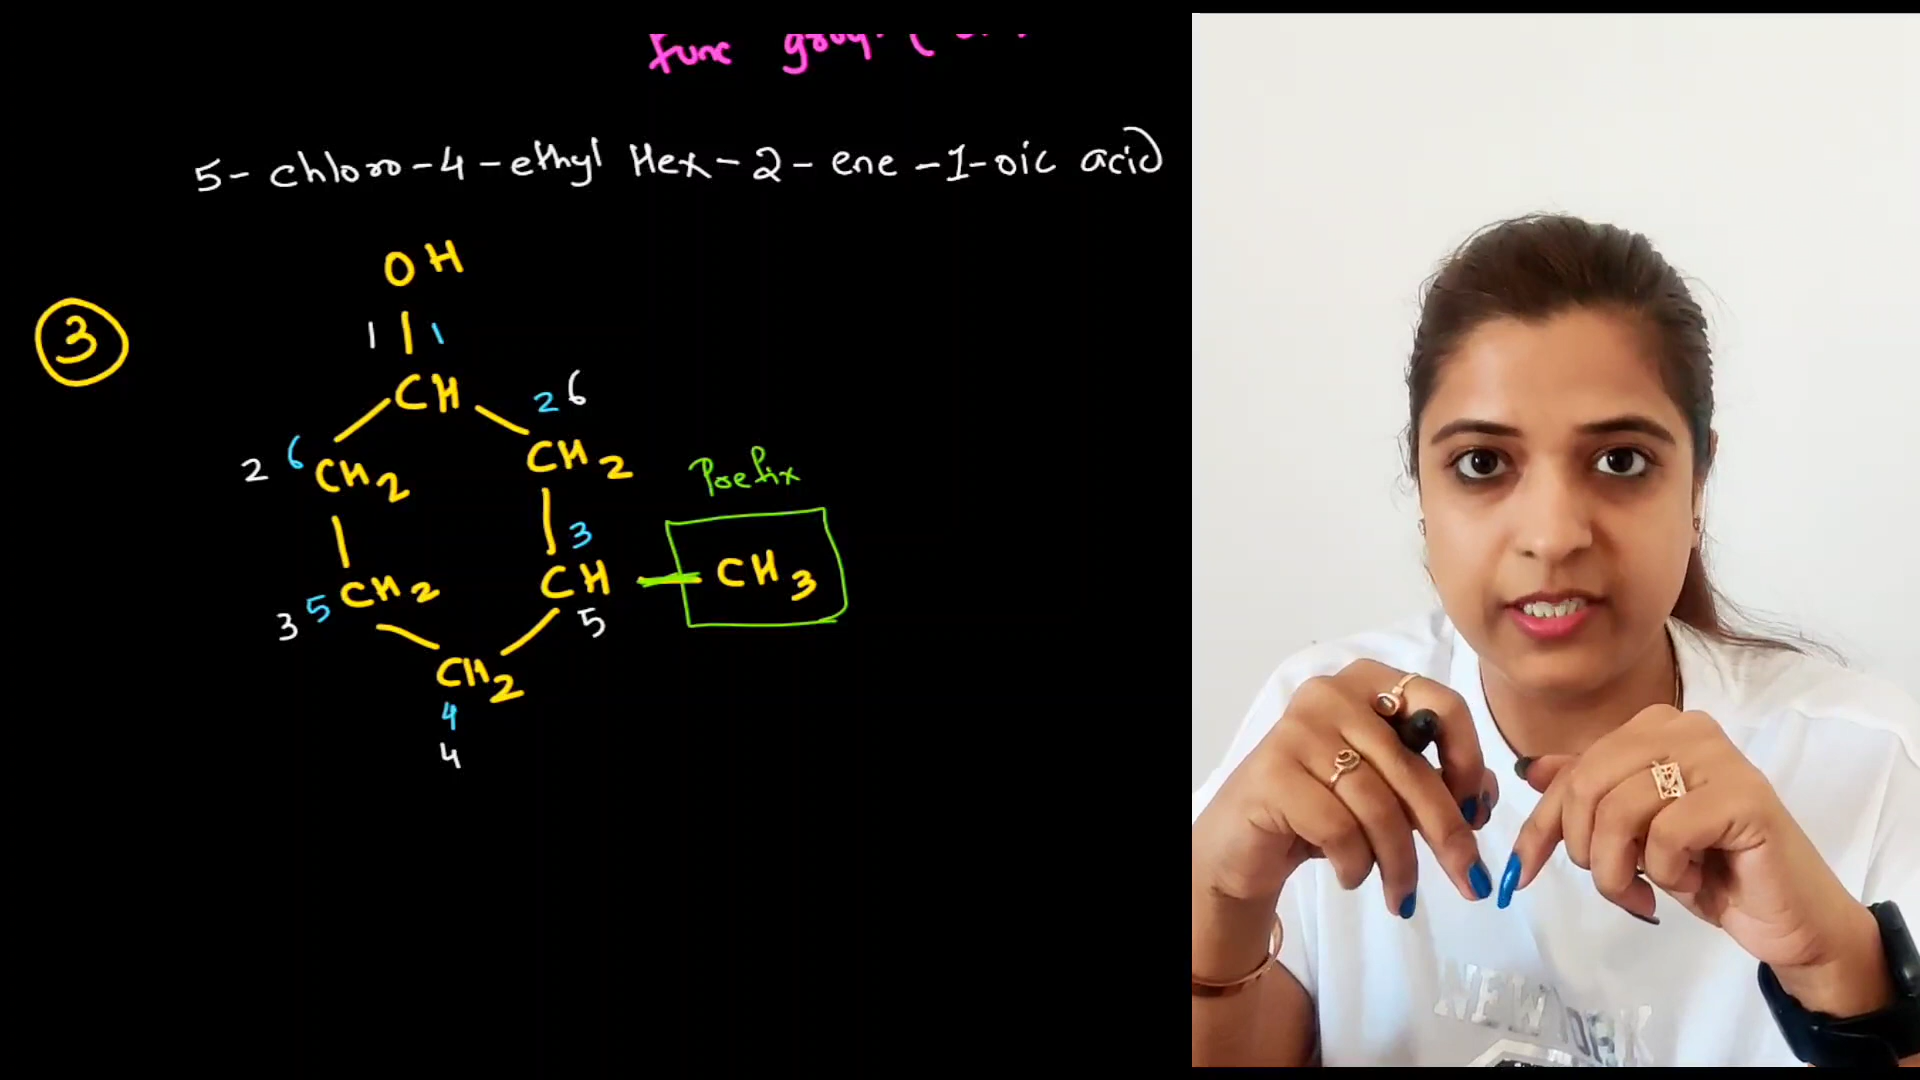 func group
5-chloro-4-ethyl Hex-2-ene-1-oic acid
OH
3
1 1
CH
2 6
2 6 CH2
CH2
Prefix
3
CH CH3
3 5 CH2
5
CH2
4
4
NEW YORK